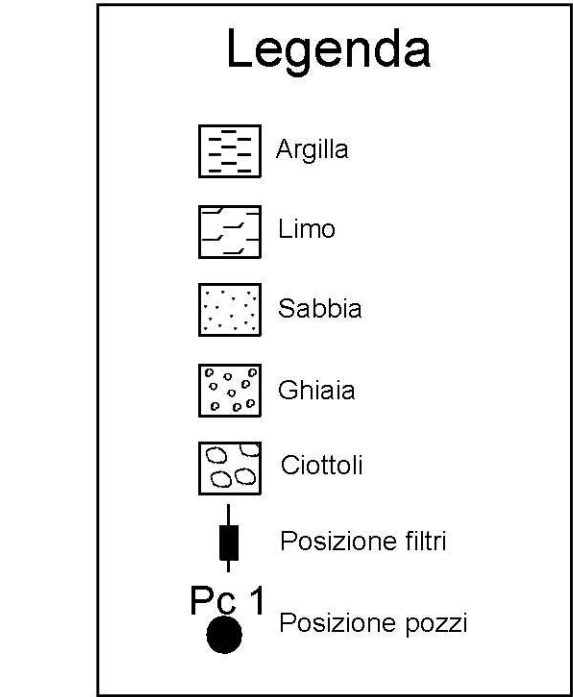 Legenda
Argilla
Limo
Sabbia
Ghiaia
Ciottoli
Posizione filtri
Pc 1
Posizione pozzi